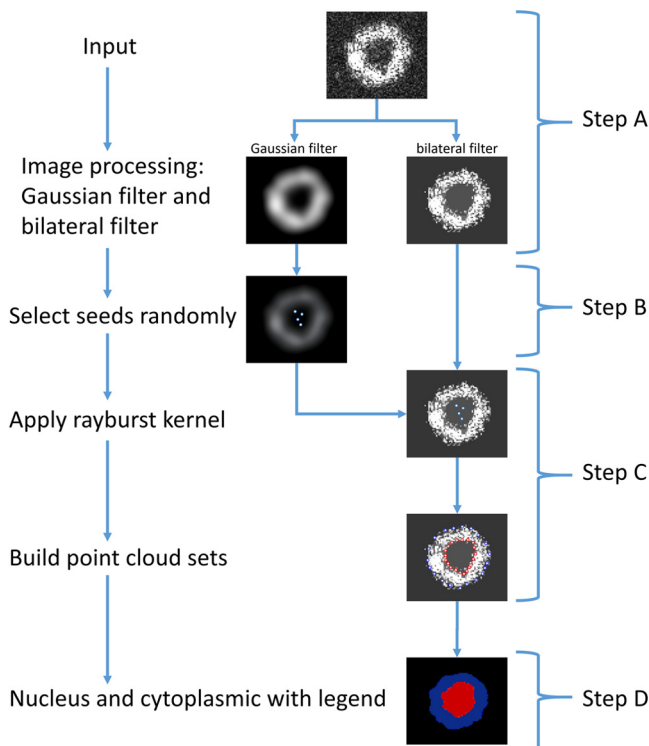 Input
Step A
Gaussian filter
bilateral filter
Image processing:
Gaussian filter and
bilateral filter
Select seeds randomly
Step B
Apply rayburst kernel
Step C
Build point cloud sets
Nucleus and cytoplasmic with legend
Step D